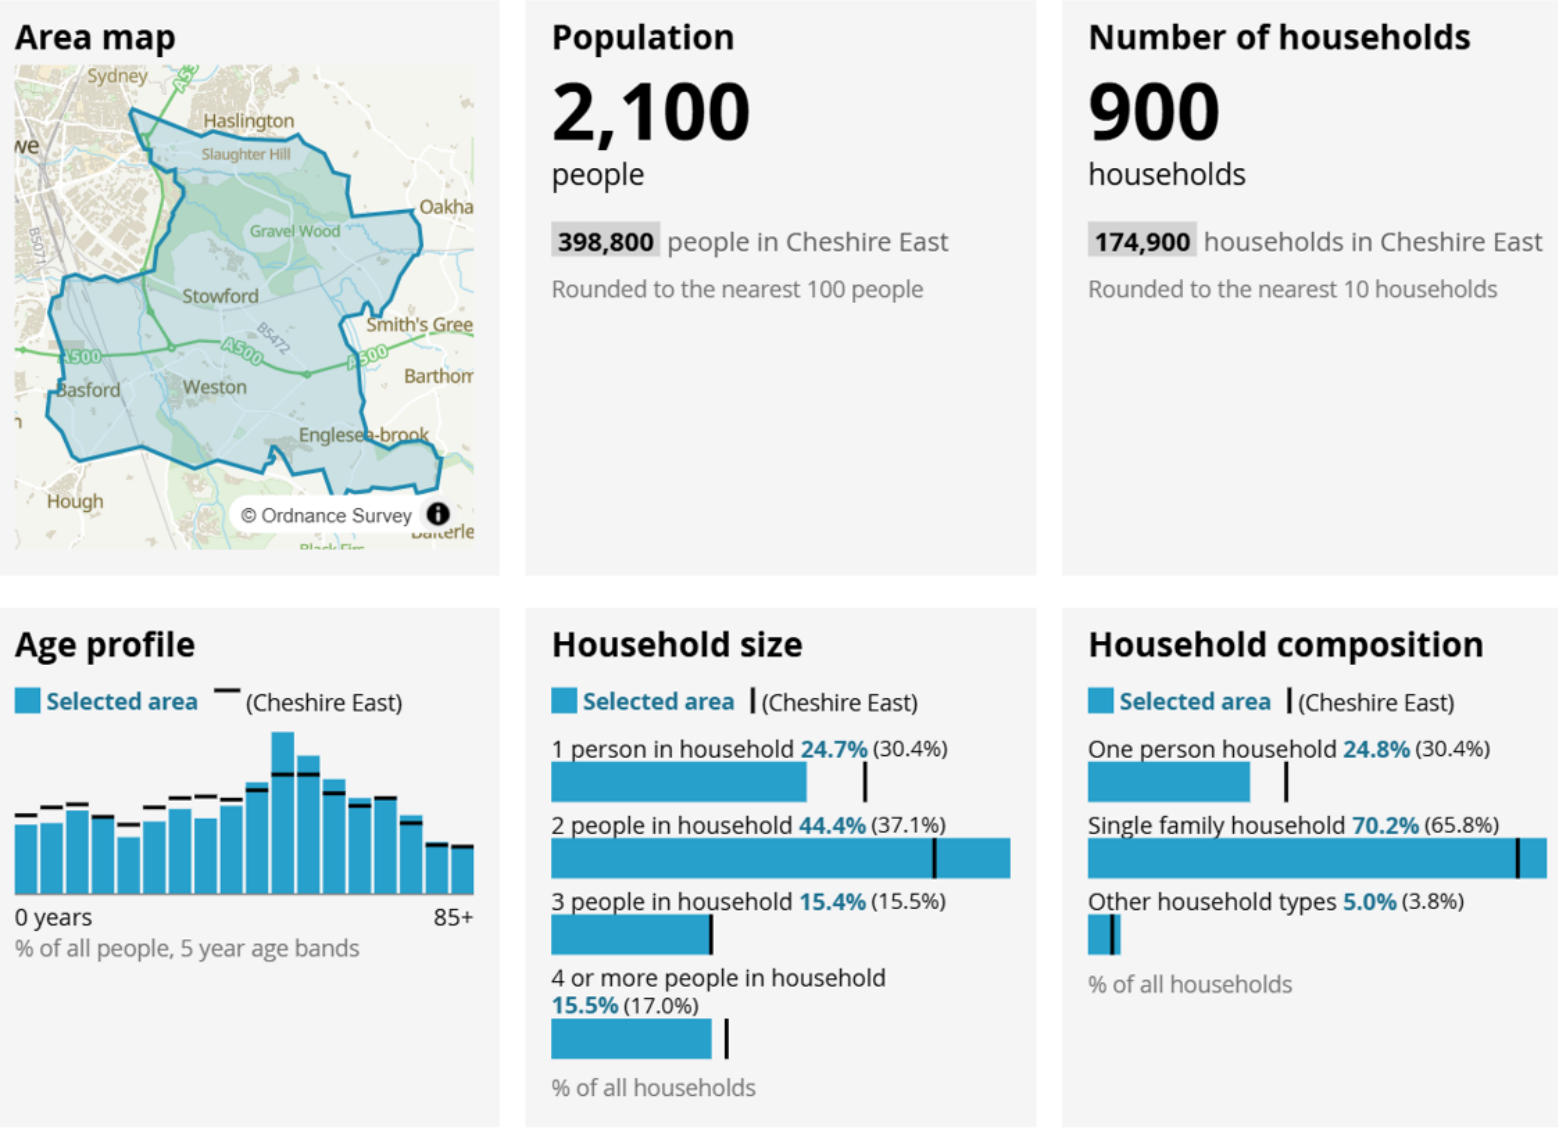 Area map
Sydney
A53
Haslington
we
Slaughter Hill
Oakha
B5071
Gravel Wood
Stowford
B5472
Smith's Gree
A500
A500
A500
Barthom
Basford
Weston
Englesea-brook
Hough
© Ordnance Survey
Balterle
Black Firs
Population
2,100
people
398,800 people in Cheshire East
Rounded to the nearest 100 people
Number of households
900
households
174,900 households in Cheshire East
Rounded to the nearest 10 households
Age profile
Selected area (Cheshire East)
0 years 85+
% of all people, 5 year age bands
Household size
Selected area (Cheshire East)
1 person in household 24.7% (30.4%)
2 people in household 44.4% (37.1%)
3 people in household 15.4% (15.5%)
4 or more people in household
15.5% (17.0%)
% of all households
Household composition
Selected area (Cheshire East)
One person household 24.8% (30.4%)
Single family household 70.2% (65.8%)
Other household types 5.0% (3.8%)
% of all households